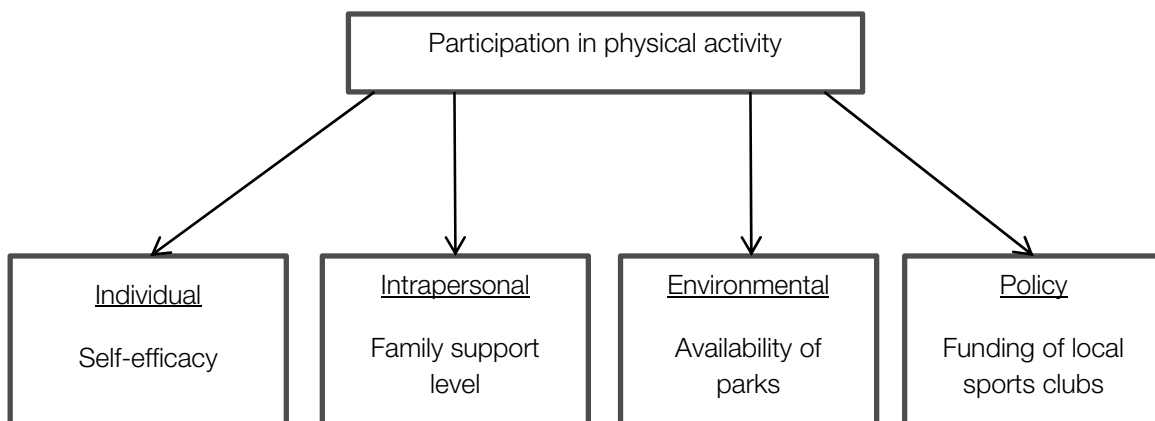 Participation in physical activity
Individual
Self-efficacy
Intrapersonal
Family support
level
Environmental
Availability of
parks
Policy
Funding of local
sports clubs